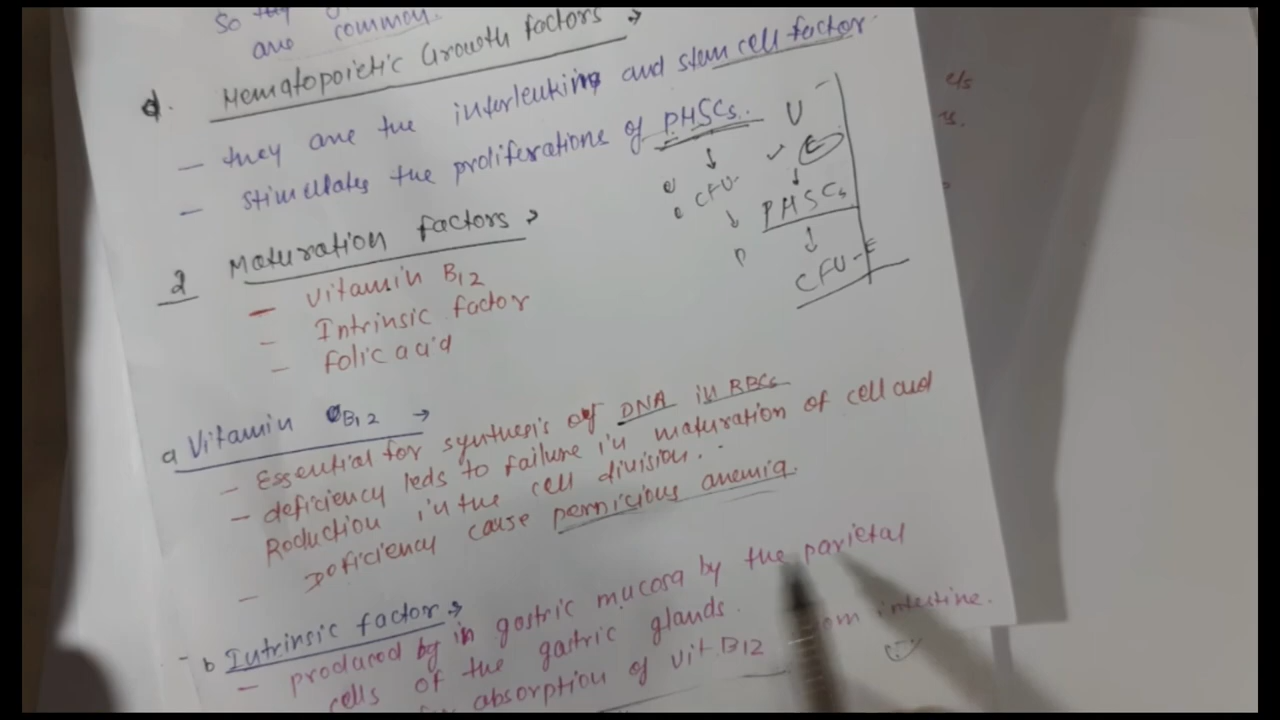 So they
are common.
d. Hematopoietic Growth factors →
- they are the interleukins and stem cell factor
- stimulates the proliferations of PHSCs.
U
E
↓
CFU-
↓
PHSCs
↓
CFU-E
2 Maturation factors →
- Vitamin B12
- Intrinsic factor
- folic acid
a Vitamin B12 →
- Essential for synthesis of DNA in RBCs
- deficiency leds to failure in maturation of cell and
Roduction in the cell division.
- Deficiency cause pernicious anemia.
- b Intrinsic factor →
- produced by in gastric mucosa by the parietal
cells of the gastric glands.
absorption of vit.B12 from intestine.